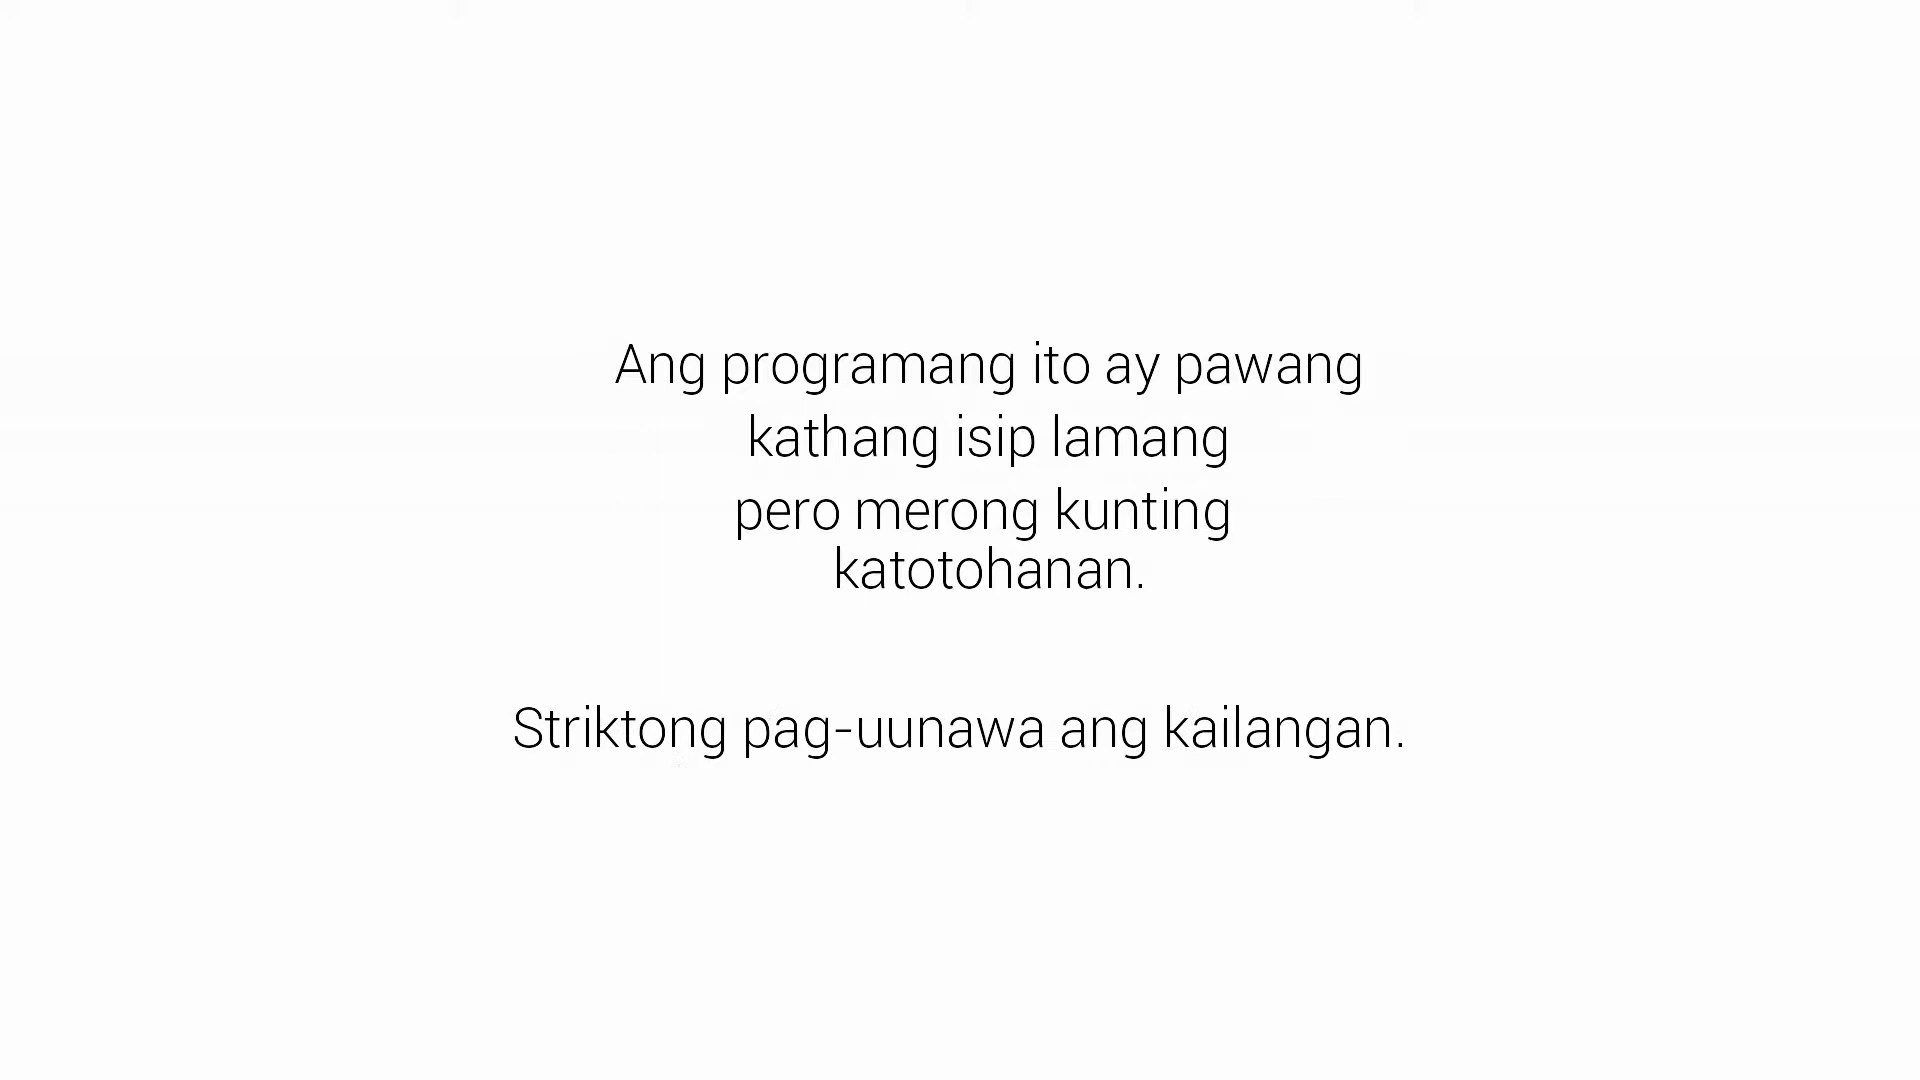 Ang programang ito ay pawang
kathang isip lamang
pero merong kunting
katotohanan.
Striktong pag-uunawa ang kailangan.